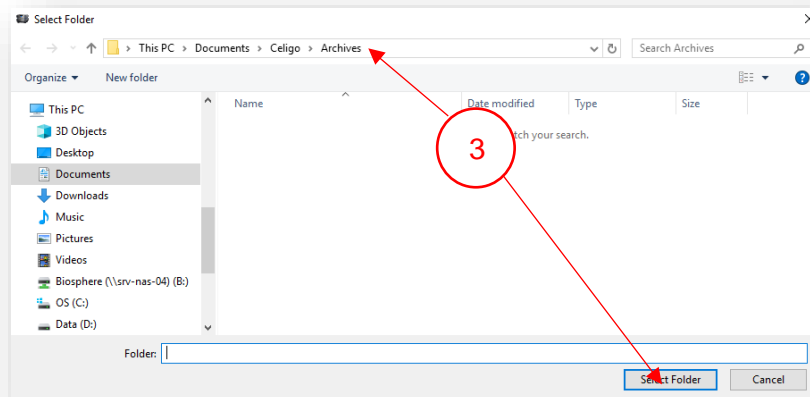 Select Folder
This PC > Documents > Celigo > Archives
Search Archives
Organize
New folder
Name
Date modified
Type
Size
tch your search.
3
This PC
3D Objects
Desktop
Documents
Downloads
Music
Pictures
Videos
Biosphere (\\srv-nas-04) (B:)
OS (C:)
Data (D:)
Folder:
Select Folder
Cancel